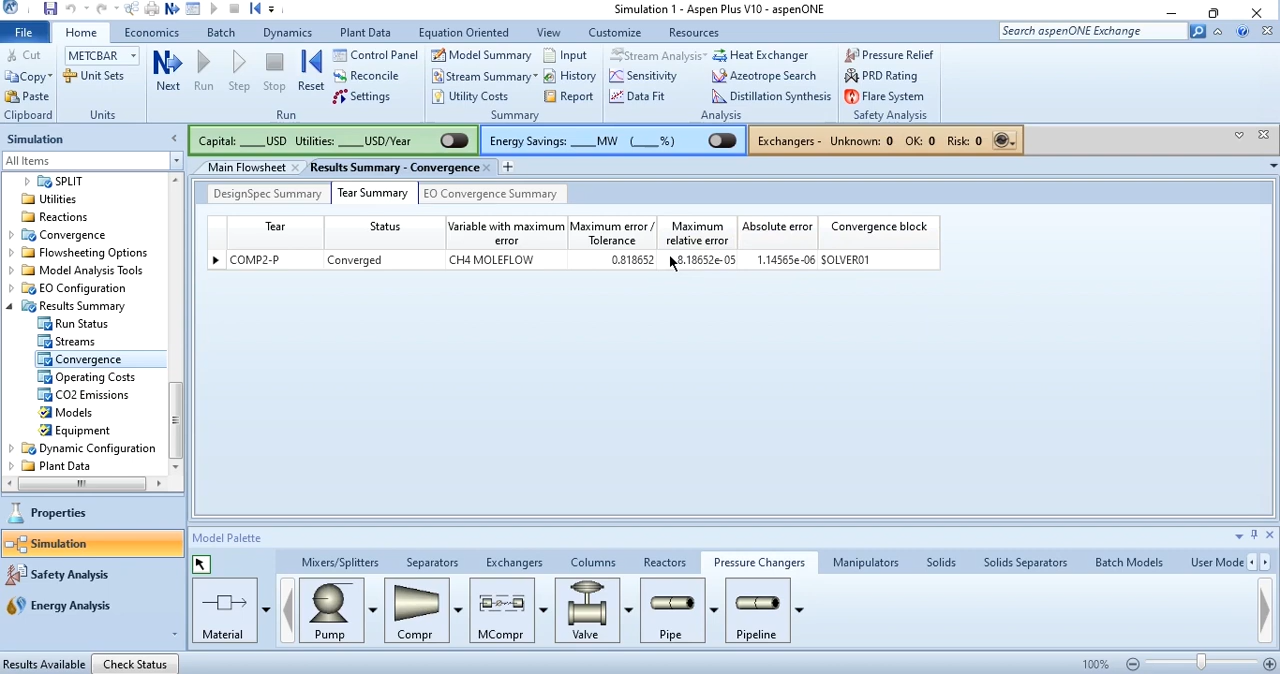 Simulation 1 - Aspen Plus V10 - aspenONE
File Home Economics Batch Dynamics Plant Data Equation Oriented View Customize Resources Search aspenONE Exchange
Cut METCBAR Control Panel Model Summary Input Stream Analysis Heat Exchanger Pressure Relief
Copy Unit Sets Next Run Step Stop Reset Reconcile Stream Summary History Sensitivity Azeotrope Search PRD Rating
Paste Settings Utility Costs Report Data Fit Distillation Synthesis Flare System
Clipboard Units Run Summary Analysis Safety Analysis
Simulation Capital: ____USD Utilities: ____USD/Year Energy Savings: ____MW (____%) Exchangers - Unknown: 0 OK: 0 Risk: 0
All Items Main Flowsheet Results Summary - Convergence
SPLIT DesignSpec Summary Tear Summary EO Convergence Summary
Utilities
Reactions
Convergence
Flowsheeting Options
Model Analysis Tools
EO Configuration
Results Summary
Run Status
Streams
Convergence
Operating Costs
CO2 Emissions
Models
Equipment
Dynamic Configuration
Plant Data
Tear Status Variable with maximum error Maximum error / Tolerance Maximum relative error Absolute error Convergence block
COMP2-P Converged CH4 MOLEFLOW 0.818652 8.18652e-05 1.14565e-06 $OLVER01
Properties
Simulation
Safety Analysis
Energy Analysis
Model Palette
Mixers/Splitters Separators Exchangers Columns Reactors Pressure Changers Manipulators Solids Solids Separators Batch Models User Mode
Material Pump Compr MCompr Valve Pipe Pipeline
Results Available Check Status 100%